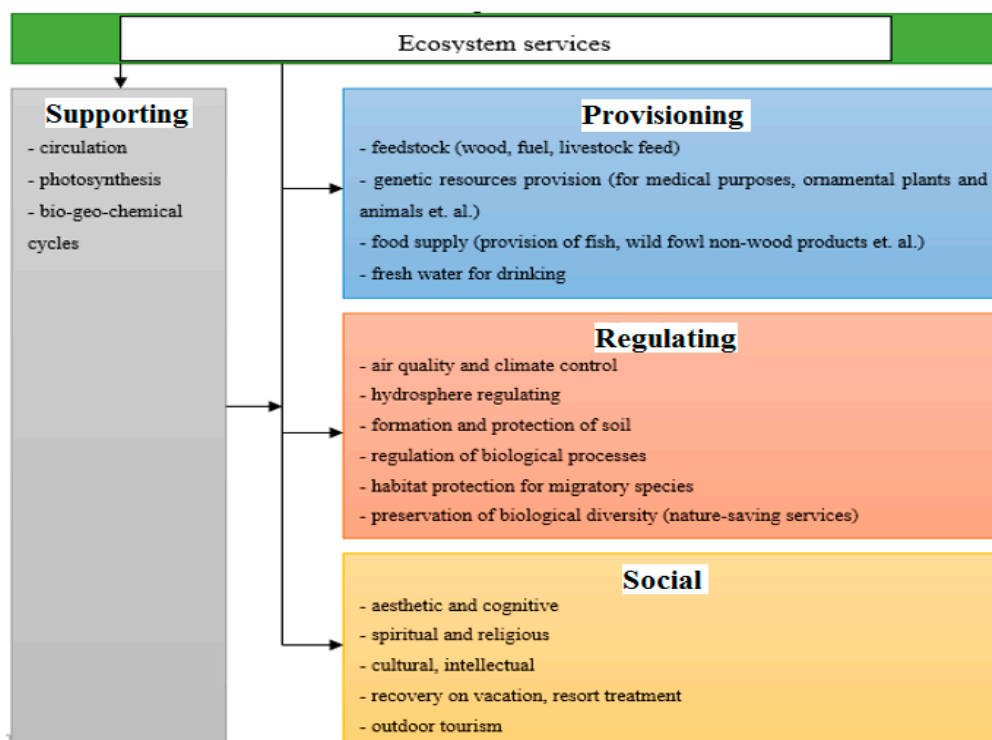 Ecosystem services
Supporting
- circulation
- photosynthesis
- bio-geo-chemical
cycles
Provisioning
- feedstock (wood, fuel, livestock feed)
- genetic resources provision (for medical purposes, ornamental plants and
animals et. al.)
- food supply (provision of fish, wild fowl non-wood products et. al.)
- fresh water for drinking
Regulating
- air quality and climate control
- hydrosphere regulating
- formation and protection of soil
- regulation of biological processes
- habitat protection for migratory species
- preservation of biological diversity (nature-saving services)
Social
- aesthetic and cognitive
- spiritual and religious
- cultural, intellectual
- recovery on vacation, resort treatment
- outdoor tourism